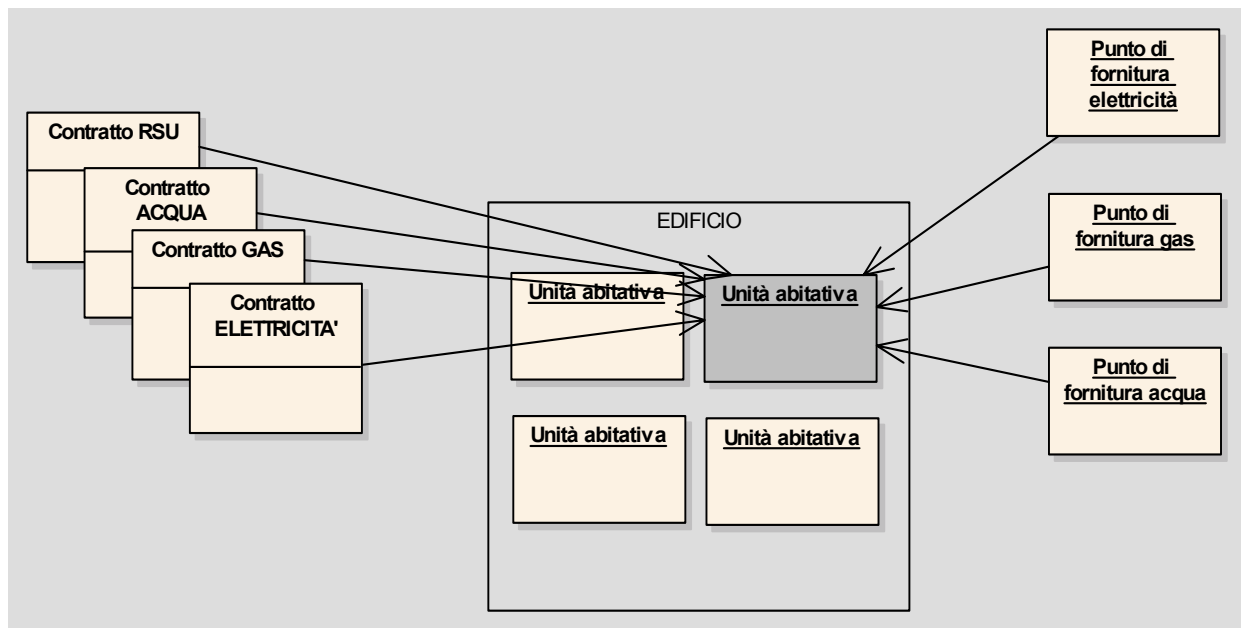 Contratto RSU
Contratto
ACQUA
Contratto GAS
Contratto
ELETTRICITA'
EDIFICIO
Unità abitativa
Unità abitativa
Unità abitativa
Unità abitativa
Punto di
fornitura
elettricità
Punto di
fornitura gas
Punto di
fornitura acqua